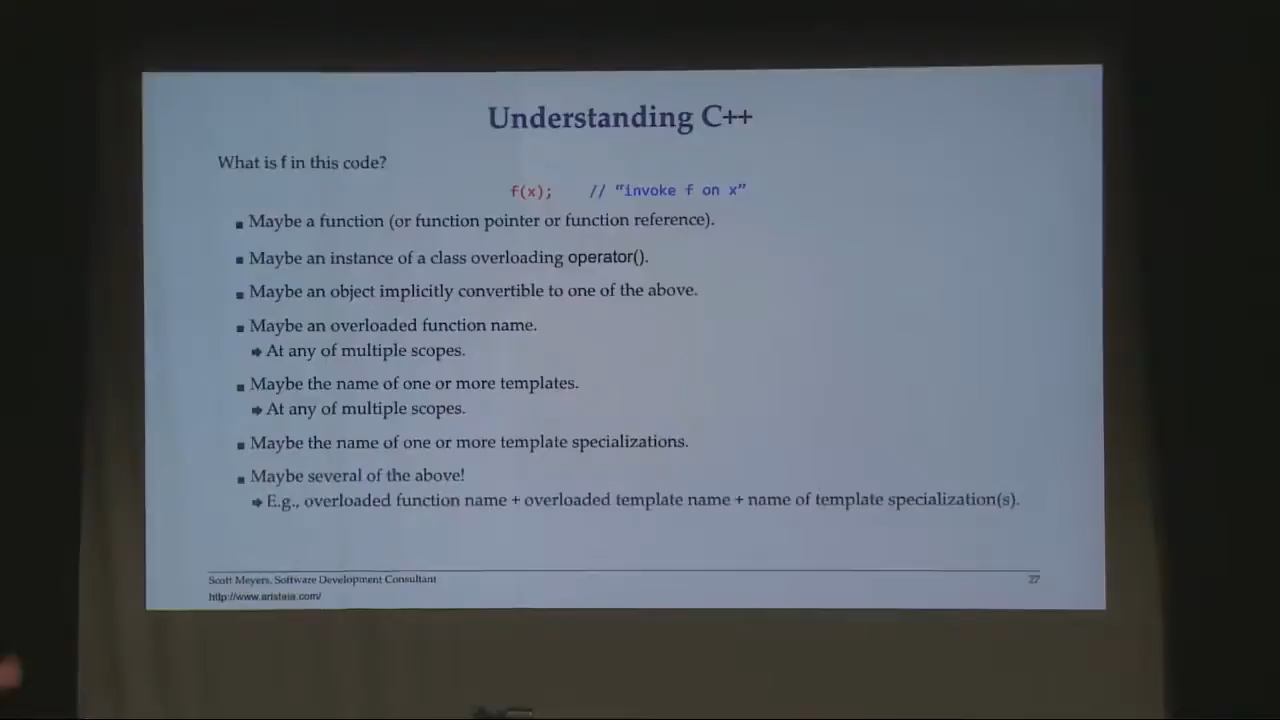 Understanding C++
What is f in this code?
f(x); // "invoke f on x"
■ Maybe a function (or function pointer or function reference).
■ Maybe an instance of a class overloading operator().
■ Maybe an object implicitly convertible to one of the above.
■ Maybe an overloaded function name.
➔ At any of multiple scopes.
■ Maybe the name of one or more templates.
➔ At any of multiple scopes.
■ Maybe the name of one or more template specializations.
■ Maybe several of the above!
➔ E.g., overloaded function name + overloaded template name + name of template specialization(s).
Scott Meyers, Software Development Consultant
27
http://www.aristeia.com/